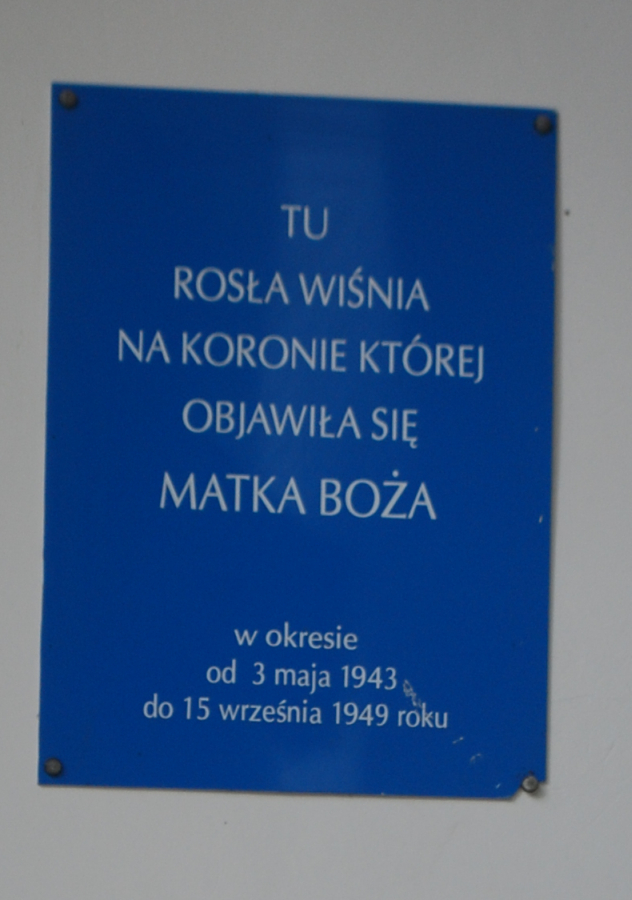 TU
ROSŁA WIŚNIA
NA KORONIE KTÓREJ
OBJAWIŁA SIĘ
MATKA BOŻA
w okresie
od 3 maja 1943
do 15 września 1949 roku